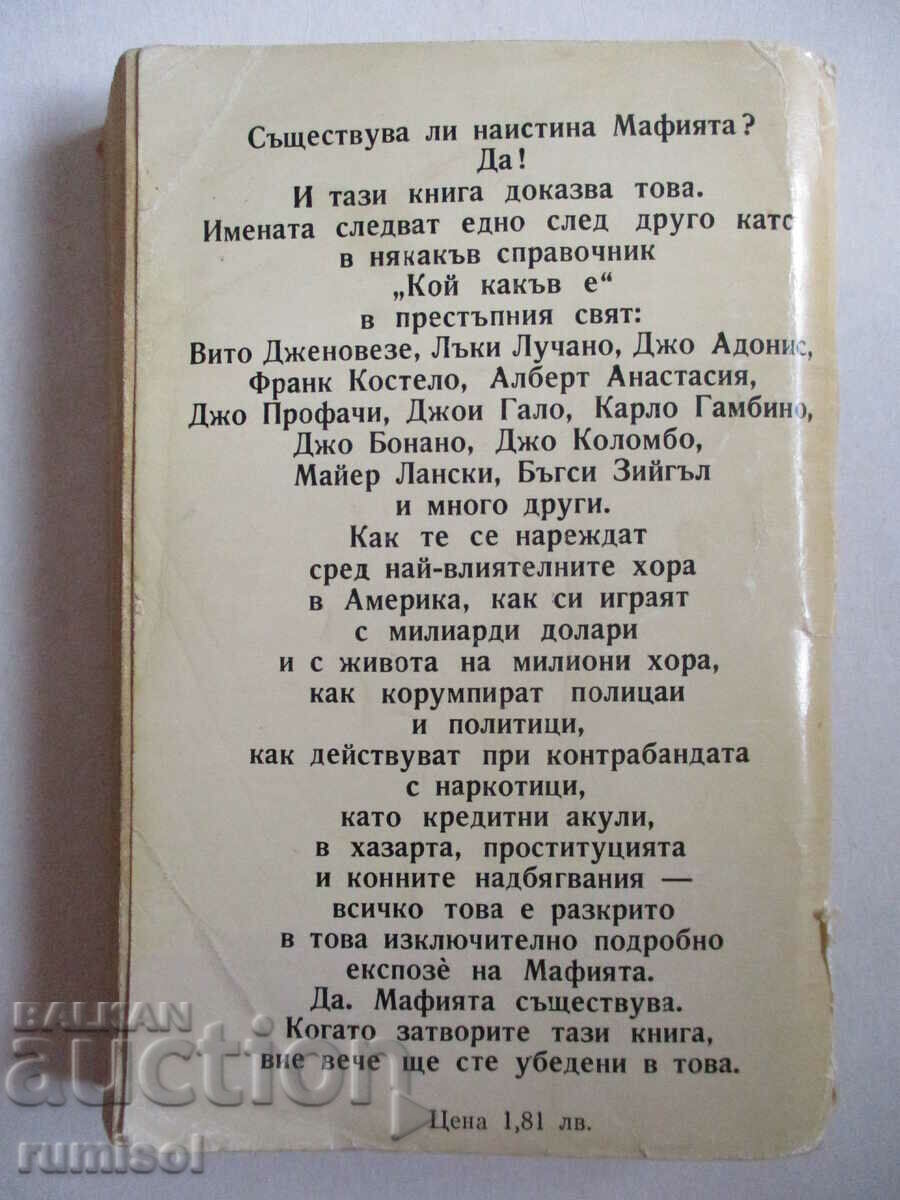 Съществува ли наистина Мафията?
Да!
И тази книга доказва това.
Имената следват едно след друго като
в някакъв справочник
„Кой какъв е“
в престъпния свят:
Вито Дженовезе, Лъки Лучано, Джо Адонис,
Франк Костело, Алберт Анастасия,
Джо Профачи, Джои Гало, Карло Гамбино,
Джо Бонано, Джо Коломбо,
Майер Лански, Бъгси Зийгъл
и много други.
Как те се нареждат
сред най-влиятелните хора
в Америка, как си играят
с милиарди долари
и с живота на милиони хора,
как корумпират полицаи
и политици,
как действуват при контрабандата
с наркотици,
като кредитни акули,
в хазарта, проституцията
и конните надбягвания —
всичко това е разкрито
в това изключително подробно
експозѐ на Мафията.
Да. Мафията съществува.
Когато затворите тази книга,
вие вече ще сте убедени в това.
Цена 1,81 лв.
BALKAN
auction
rumisol